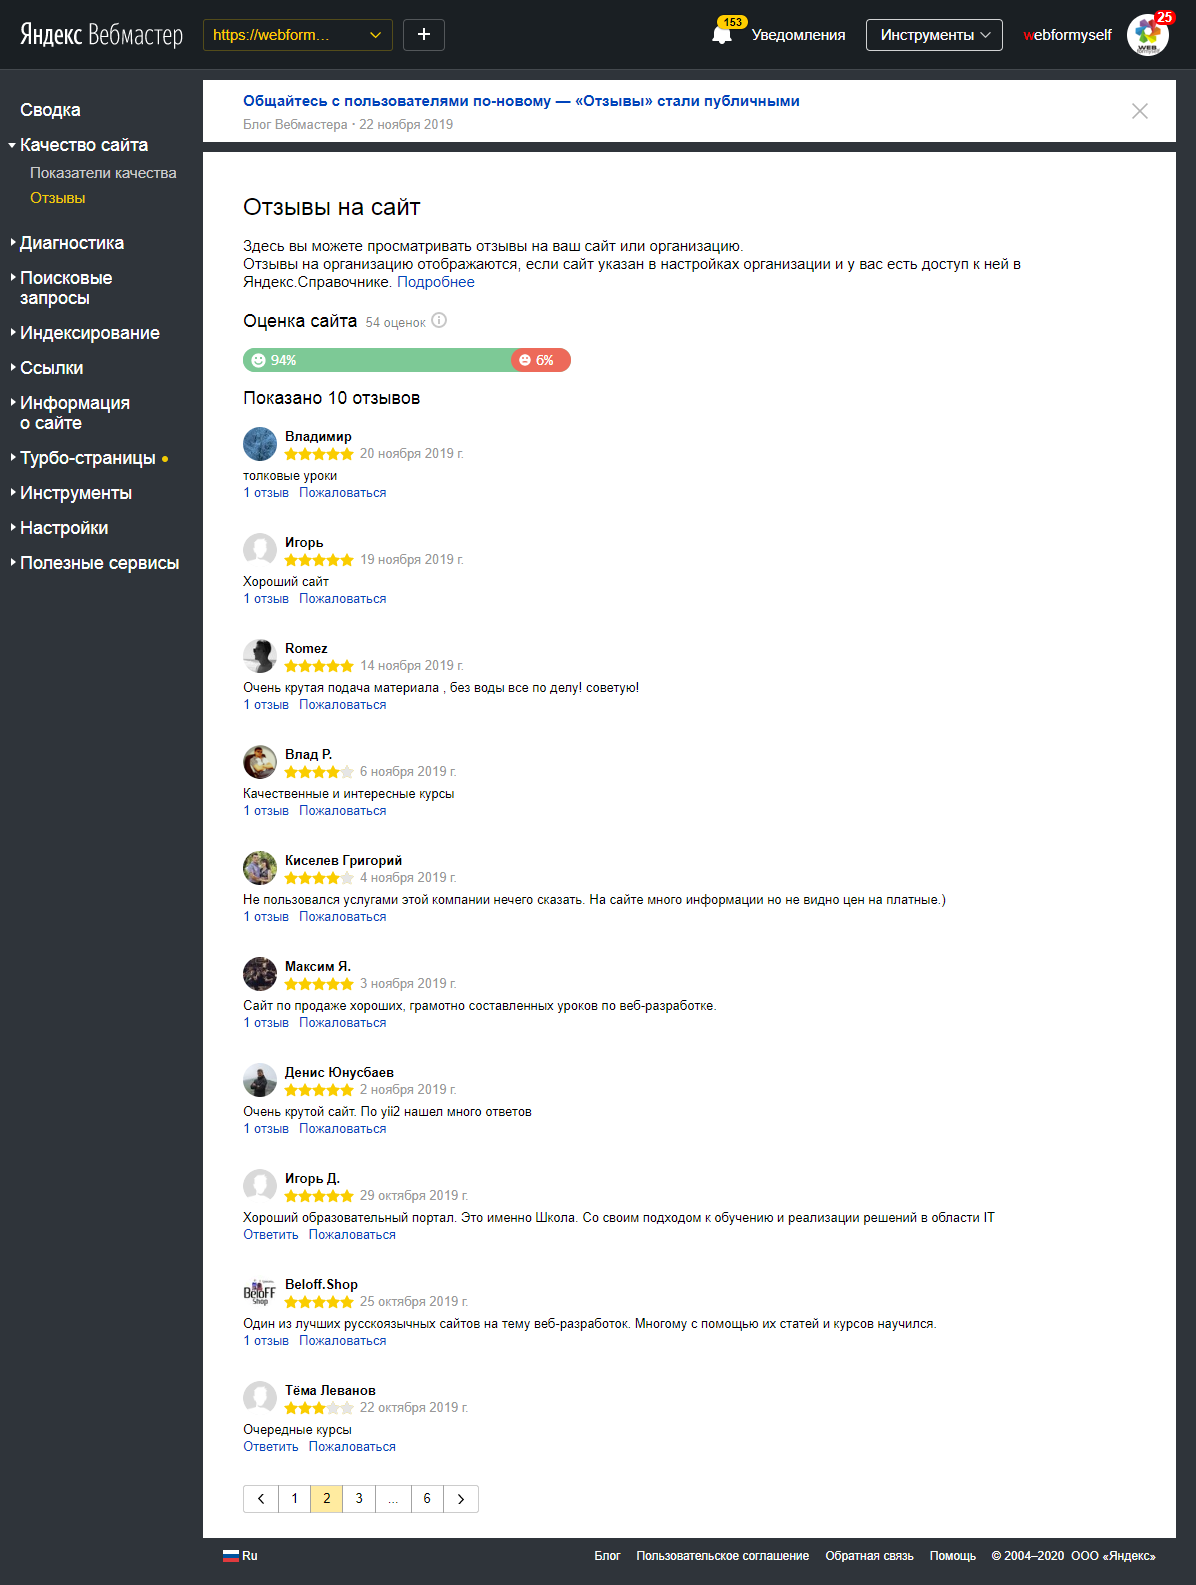 Яндекс Вебмастер
https://webform...
+
153
Уведомления
Инструменты
webformyself
25
Сводка
Качество сайта
Показатели качества
Отзывы
Диагностика
Поисковые
запросы
Индексирование
Ссылки
Информация
о сайте
Турбо-страницы
Инструменты
Настройки
Полезные сервисы
Общайтесь с пользователями по-новому — «Отзывы» стали публичными
Блог Вебмастера · 22 ноября 2019
Отзывы на сайт
Здесь вы можете просматривать отзывы на ваш сайт или организацию.
Отзывы на организацию отображаются, если сайт указан в настройках организации и у вас есть доступ к ней в
Яндекс.Справочнике. Подробнее
Оценка сайта 54 оценок
94% 6%
Показано 10 отзывов
Владимир
20 ноября 2019 г.
толковые уроки
1 отзыв Пожаловаться
Игорь
19 ноября 2019 г.
Хороший сайт
1 отзыв Пожаловаться
Romez
14 ноября 2019 г.
Очень крутая подача материала , без воды все по делу! советую!
1 отзыв Пожаловаться
Влад Р.
6 ноября 2019 г.
Качественные и интересные курсы
1 отзыв Пожаловаться
Киселев Григорий
4 ноября 2019 г.
Не пользовался услугами этой компании нечего сказать. На сайте много информации но не видно цен на платные.)
1 отзыв Пожаловаться
Максим Я.
3 ноября 2019 г.
Сайт по продаже хороших, грамотно составленных уроков по веб-разработке.
1 отзыв Пожаловаться
Денис Юнусбаев
2 ноября 2019 г.
Очень крутой сайт. По yii2 нашел много ответов
1 отзыв Пожаловаться
Игорь Д.
29 октября 2019 г.
Хороший образовательный портал. Это именно Школа. Со своим подходом к обучению и реализации решений в области IT
Ответить Пожаловаться
BeloFF
Shop
Beloff.Shop
25 октября 2019 г.
Один из лучших русскоязычных сайтов на тему веб-разработок. Многому с помощью их статей и курсов научился.
1 отзыв Пожаловаться
Тёма Леванов
22 октября 2019 г.
Очередные курсы
Ответить Пожаловаться
1 2 3 ... 6
Ru
Блог Пользовательское соглашение Обратная связь Помощь © 2004–2020 ООО «Яндекс»